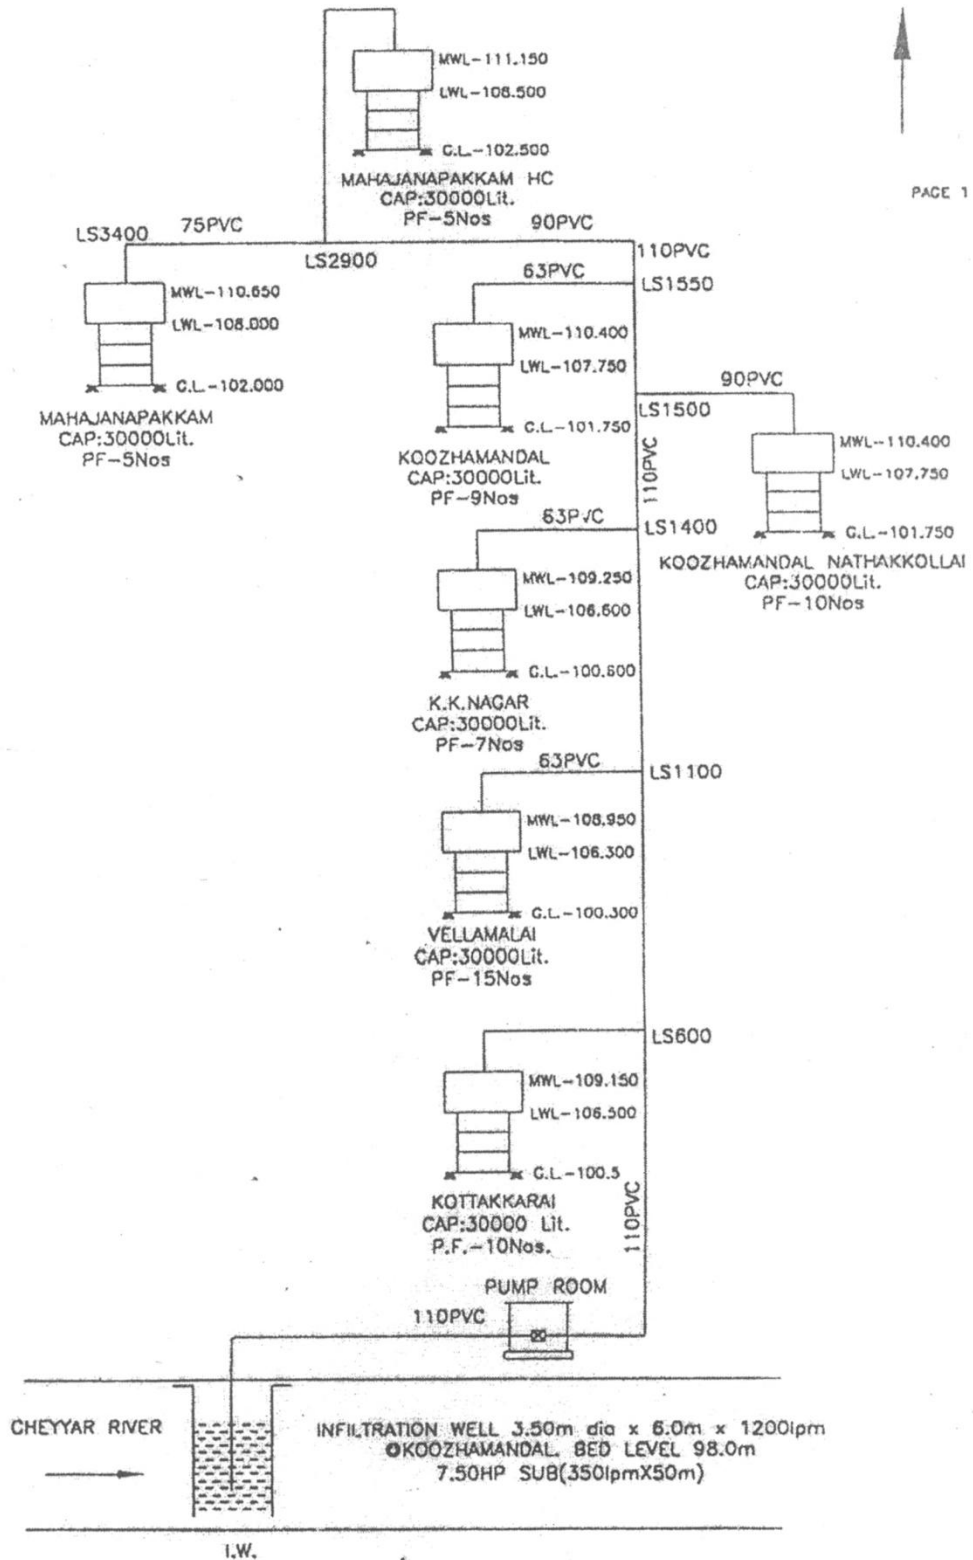 MWL-111.150
LWL-108.500
G.L.-102.500
MAHAJANAPAKKAM HC
CAP:30000Lit.
PF-5Nos
PAGE 1
75PVC
90PVC
LS3400
LS2900
110PVC
63PVC
LS1550
MWL-110.650
LWL-108.000
G.L.-102.000
MAHAJANAPAKKAM
CAP:30000Lit.
PF-5Nos
MWL-110.400
LWL-107.750
G.L.-101.750
KOOZHAMANDAL
CAP:30000Lit.
PF-9Nos
90PVC
LS1500
MWL-110.400
LWL-107.750
G.L.-101.750
KOOZHAMANDAL NATHAKKOLLAI
CAP:30000Lit.
PF-10Nos
110PVC
63PVC
LS1400
MWL-109.250
LWL-106.600
G.L.-100.600
K.K.NAGAR
CAP:30000Lit.
PF-7Nos
63PVC
LS1100
MWL-108.950
LWL-106.300
G.L.-100.300
VELLAMALAI
CAP:30000Lit.
PF-15Nos
LS600
MWL-109.150
LWL-106.500
G.L.-100.5
KOTTAKKARAI
CAP:30000 Lit.
P.F.-10Nos.
110PVC
PUMP ROOM
110PVC
CHEYYAR RIVER
INFILTRATION WELL 3.50m dia x 6.0m x 1200lpm
@KOOZHAMANDAL. BED LEVEL 98.0m
7.50HP SUB(350lpmX50m)
I.W.